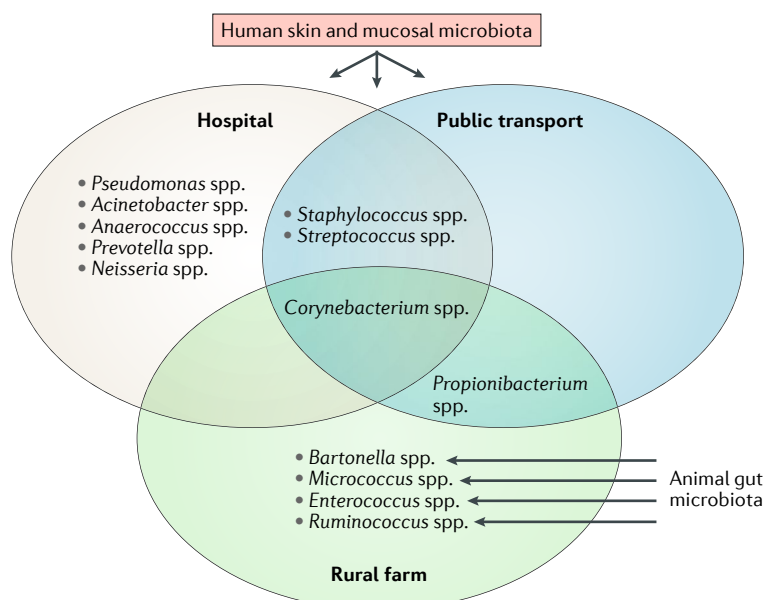 Human skin and mucosal microbiota
Hospital
Public transport
• Pseudomonas spp.
• Acinetobacter spp.
• Anaerococcus spp.
• Prevotella spp.
• Neisseria spp.
• Staphylococcus spp.
• Streptococcus spp.
Corynebacterium spp.
Propionibacterium
spp.
• Bartonella spp.
• Micrococcus spp.
• Enterococcus spp.
• Ruminococcus spp.
Animal gut
microbiota
Rural farm